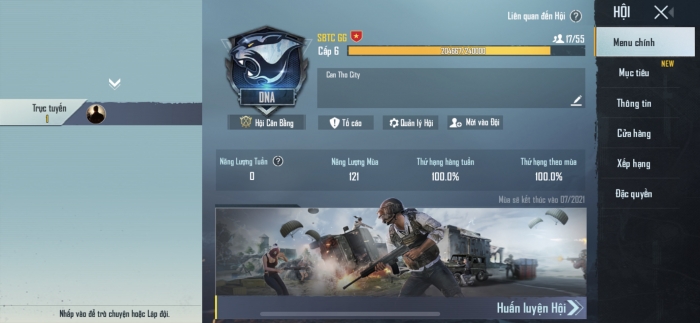 Liên quan đến Hội ?
HỘI
SBTC GG
17/55
Cấp 6
Menu chính
NEW
Can Tho City
Mục tiêu
Trực tuyến
DNA
Thông tin
Hội Cân Bằng
Tố cáo
Quản lý Hội
Mời vào Đội
Cửa hàng
Năng Lượng Tuần ?
Năng Lượng Mùa
Thứ hạng hàng tuần
Thứ hạng theo mùa
Xếp hạng
0
121
100.0%
100.0%
Đặc quyền
Mùa sẽ kết thúc vào 07/2021
Huấn luyện Hội
Nhấp vào để trò chuyện hoặc Lập đội.